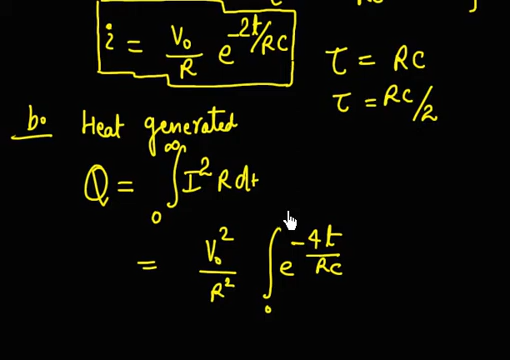 i = V₀/R e^(-2t/RC)
τ = RC
τ = RC/2
b. Heat generated
Q = ∫₀^∞ I² R dt
= V₀²/R² ∫₀ e^(-4t/RC)